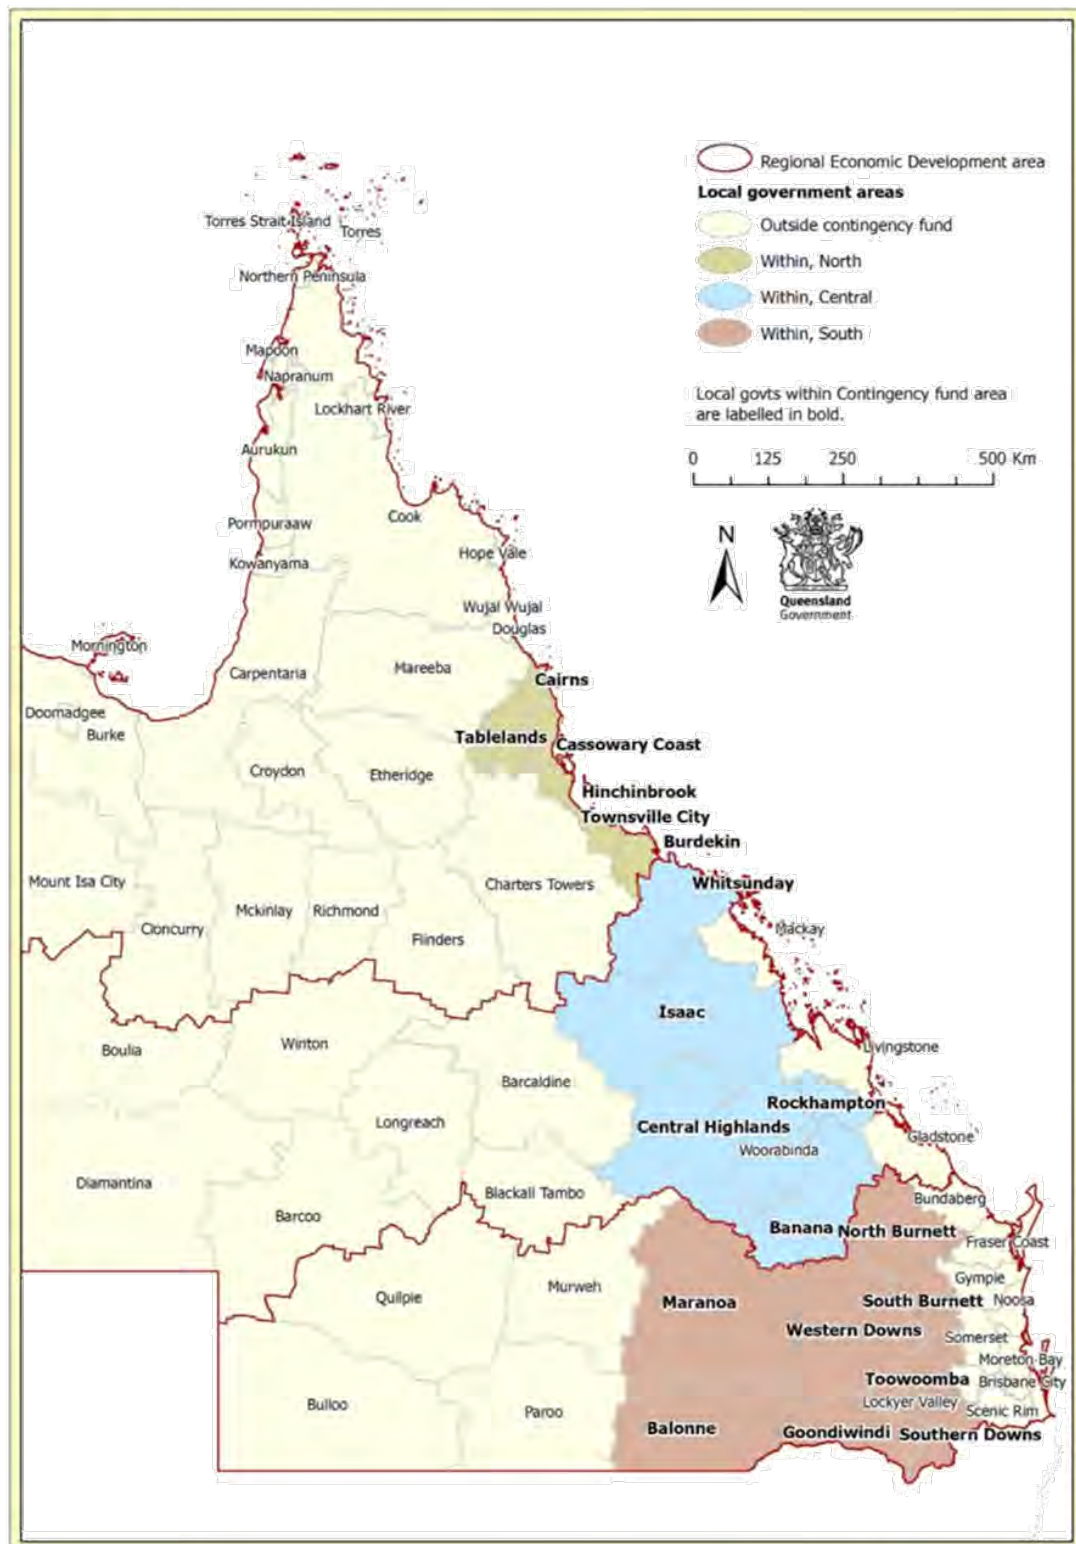 Regional Economic Development area
Local government areas
Outside contingency fund
Within, North
Within, Central
Within, South
Local govts within Contingency fund area
are labelled in bold.
0 125 250 500 Km
N
Queensland
Government
Torres Strait Island
Torres
Northern Peninsula
Mapoon
Napranum
Lockhart River
Aurukun
Pormpuraaw
Cook
Kowanyama
Hope Vale
Wujal Wujal
Douglas
Mornington
Carpentaria
Mareeba
Cairns
Doomadgee
Burke
Tablelands
Cassowary Coast
Croydon
Etheridge
Hinchinbrook
Townsville City
Burdekin
Mount Isa City
Charters Towers
Whitsunday
Mckinlay
Richmond
Cloncurry
Flinders
Mackay
Isaac
Boulia
Winton
Livingstone
Barcaldine
Rockhampton
Longreach
Central Highlands
Gladstone
Woorabinda
Diamantina
Blackall Tambo
Bundaberg
Barcoo
Banana
North Burnett
Fraser Coast
Gympie
Murweh
Quilpie
Maranoa
South Burnett
Noosa
Western Downs
Somerset
Moreton Bay
Toowoomba
Brisbane City
Bulloo
Paroo
Lockyer Valley
Scenic Rim
Balonne
Goondiwindi
Southern Downs